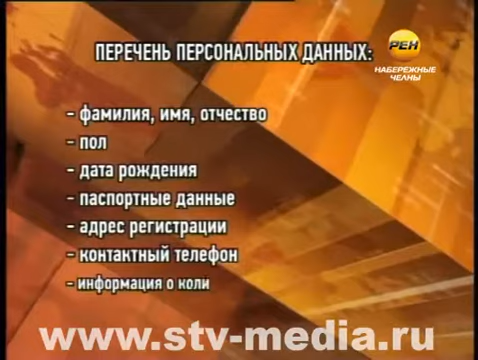 ПЕРЕЧЕНЬ ПЕРСОНАЛЬНЫХ ДАННЫХ:
РЕН
НАБЕРЕЖНЫЕ
ЧЕЛНЫ
- фамилия, имя, отчество
- пол
- дата рождения
- паспортные данные
- адрес регистрации
- контактный телефон
- информация о коли
www.stv-media.ru